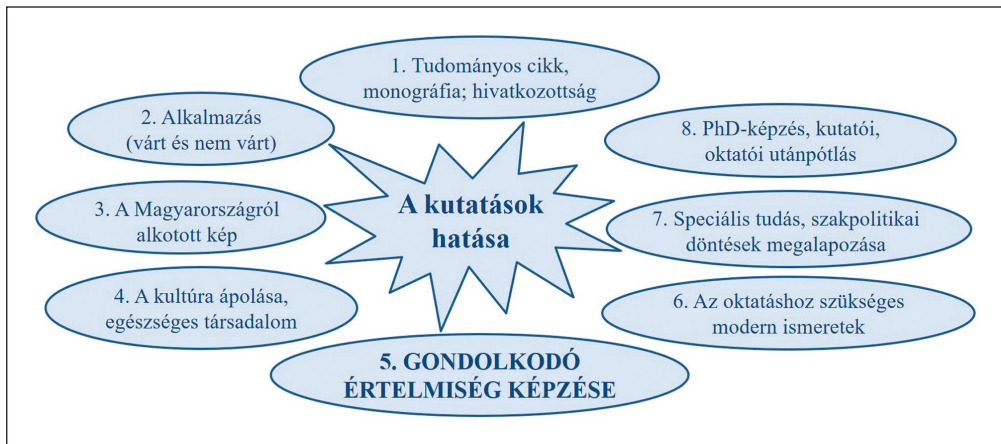 1. Tudományos cikk,
monográfia; hivatkozottság
2. Alkalmazás
(várt és nem várt)
3. A Magyarországról
alkotott kép
4. A kultúra ápolása,
egészséges társadalom
5. GONDOLKODÓ
ÉRTELMISÉG KÉPZÉSE
6. Az oktatáshoz szükséges
modern ismeretek
7. Speciális tudás, szakpolitikai
döntések megalapozása
8. PhD-képzés, kutatói,
oktatói utánpótlás
A kutatások
hatása